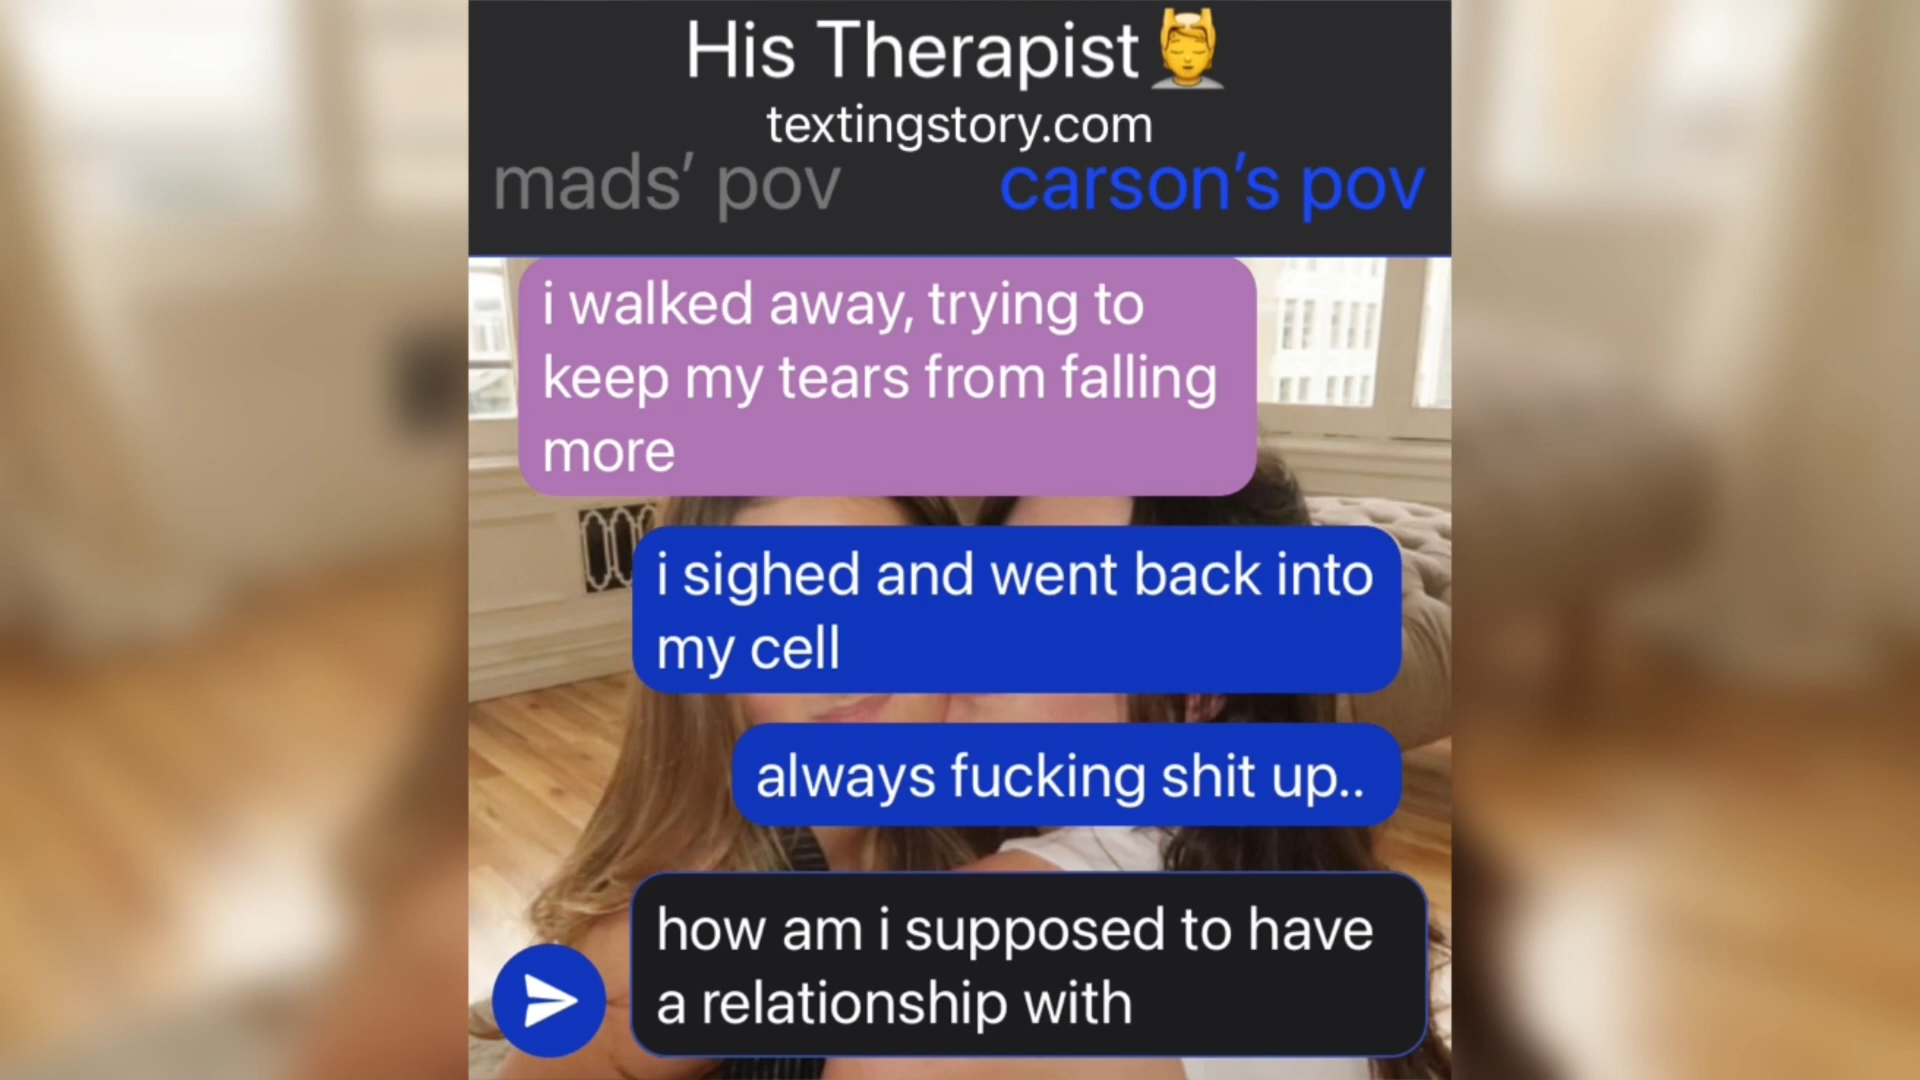 His Therapist💆
textingstory.com
mads’ pov
carson’s pov
i walked away, trying to
keep my tears from falling
more
i sighed and went back into
my cell
always fucking shit up..
how am i supposed to have
a relationship with